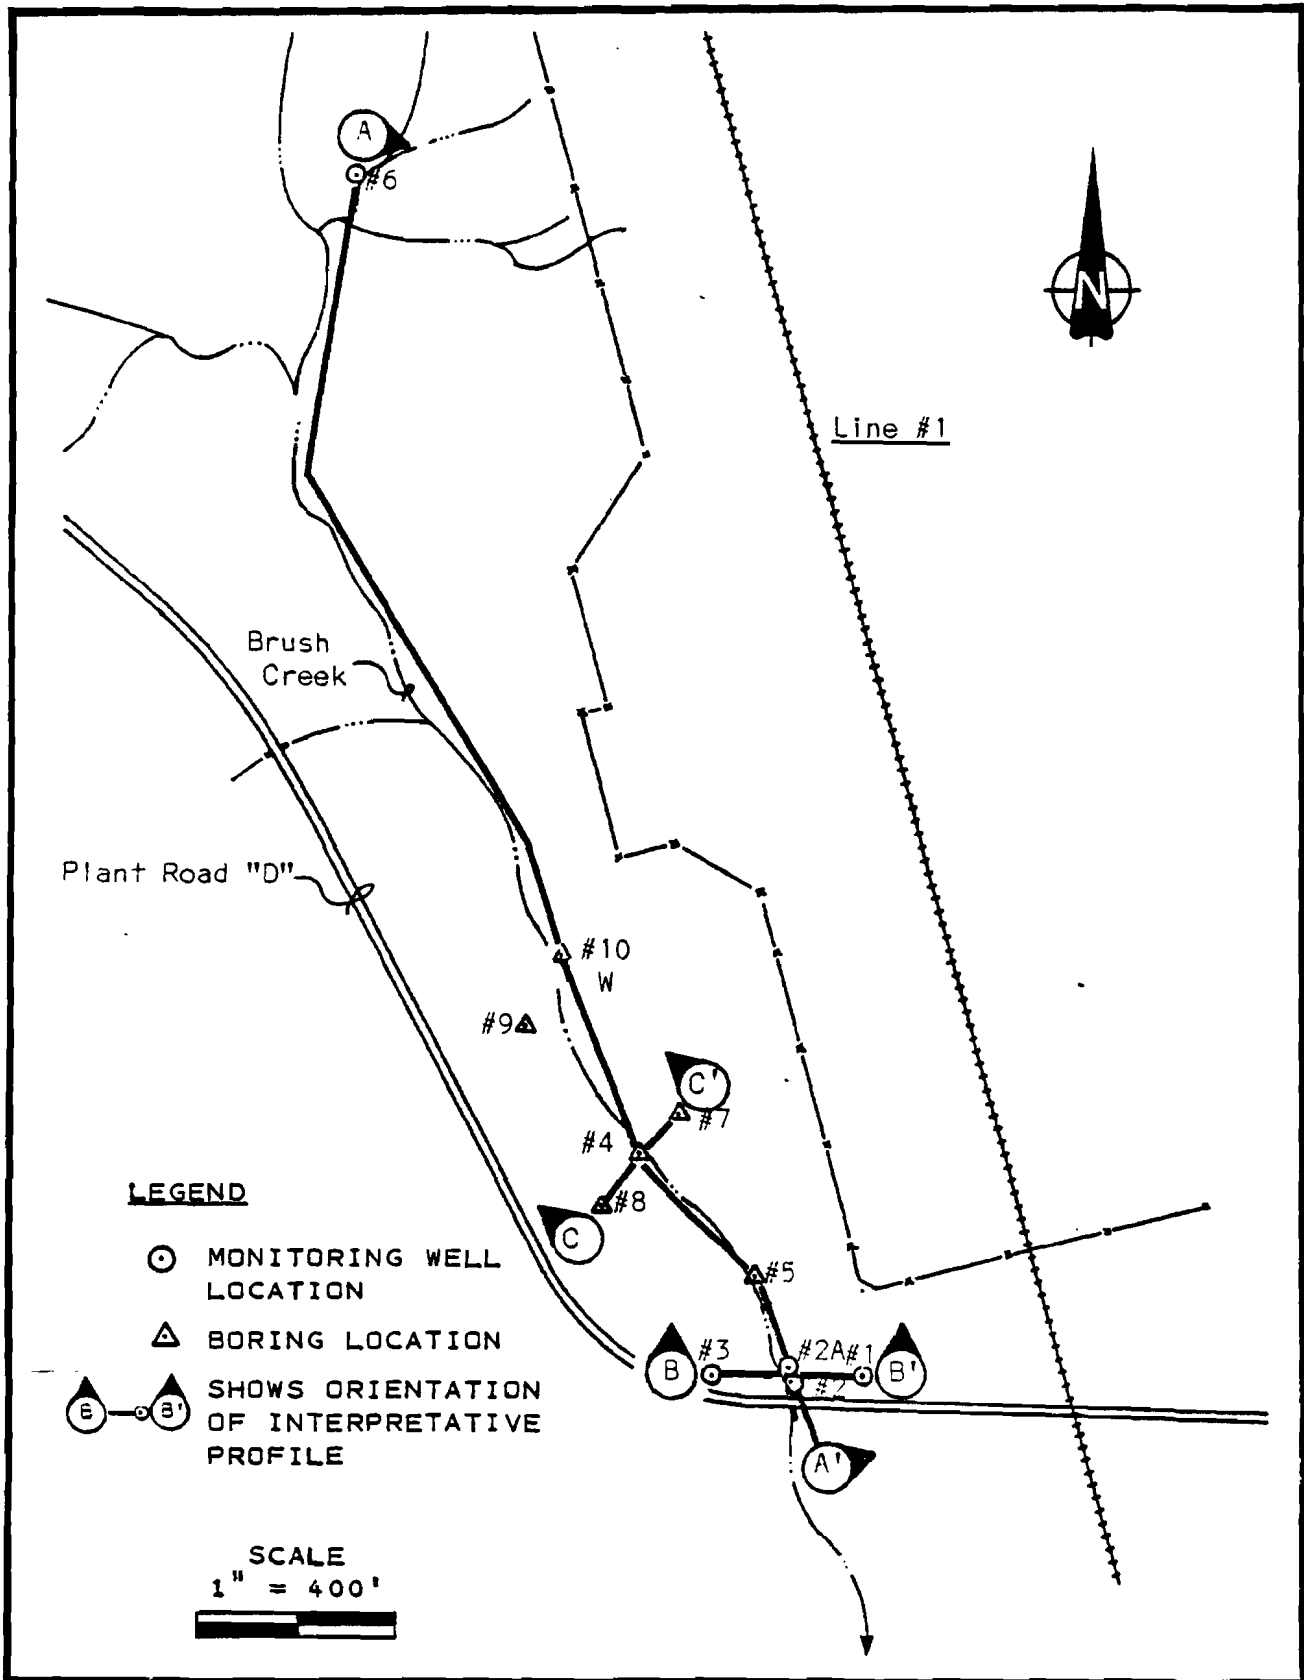 A
#6
N
Line #1
Brush
Creek
Plant Road "D"
#10
W
#9
C'
#7
#4
#8
C
#5
#3
#2A
#1
B
B'
#2
A'
LEGEND
MONITORING WELL
LOCATION
BORING LOCATION
B
B'
SHOWS ORIENTATION
OF INTERPRETATIVE
PROFILE
SCALE
1" = 400'